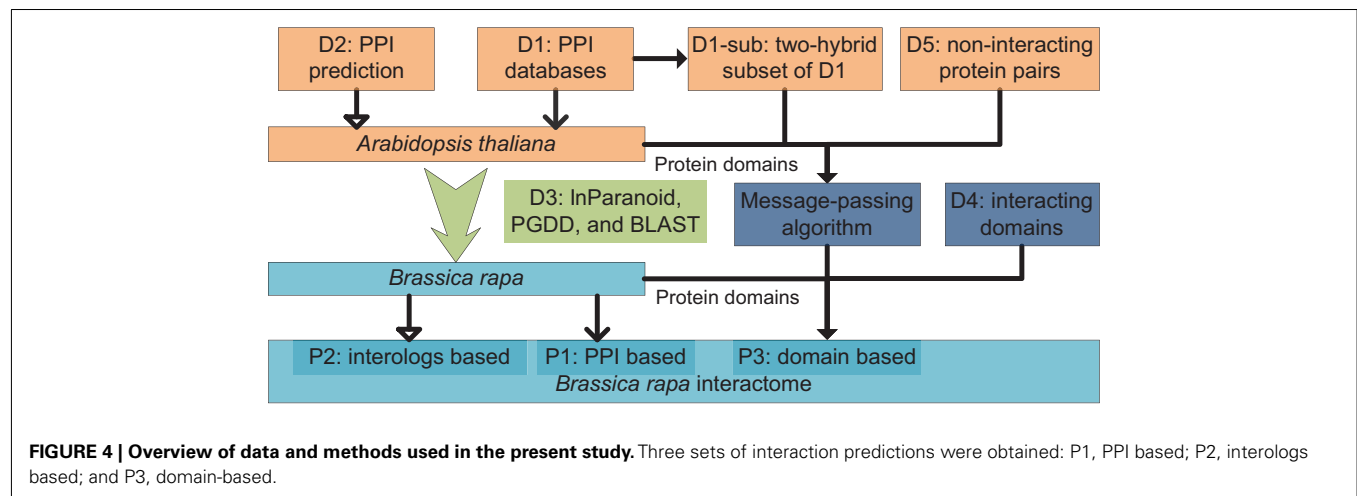 D2: PPI
prediction
D1: PPI
databases
D1-sub: two-hybrid
subset of D1
D5: non-interacting
protein pairs
Arabidopsis thaliana
Protein domains
D3: InParanoid,
PGDD, and BLAST
Message-passing
algorithm
D4: interacting
domains
Brassica rapa
Protein domains
P2: interologs based
P1: PPI based
P3: domain based
Brassica rapa interactome
FIGURE 4 | Overview of data and methods used in the present study. Three sets of interaction predictions were obtained: P1, PPI based; P2, interologs
based; and P3, domain-based.